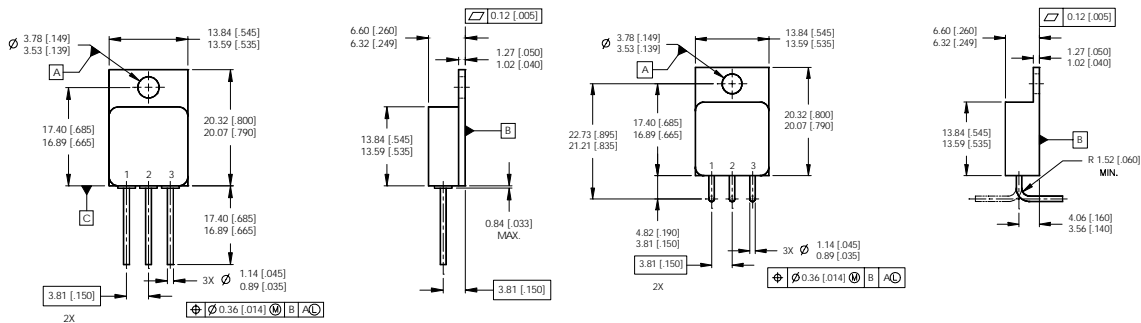 0.12 [.005]
Ø 3.78 [.149]
3.53 [.139]
13.84 [.545]
13.59 [.535]
A
17.40 [.685]
16.89 [.665]
20.32 [.800]
20.07 [.790]
1 2 3
C
17.40 [.685]
16.89 [.665]
3X Ø 1.14 [.045]
0.89 [.035]
3.81 [.150]
2X
⌖ Ø 0.36 [.014] Ⓜ B AⓁ
6.60 [.260]
6.32 [.249]
1.27 [.050]
1.02 [.040]
13.84 [.545]
13.59 [.535]
B
0.84 [.033]
MAX.
3.81 [.150]
Ø 3.78 [.149]
3.53 [.139]
13.84 [.545]
13.59 [.535]
A
22.73 [.895]
21.21 [.835]
17.40 [.685]
16.89 [.665]
20.32 [.800]
20.07 [.790]
1 2 3
4.82 [.190]
3.81 [.150]
3.81 [.150]
2X
3X Ø 1.14 [.045]
0.89 [.035]
⌖ Ø 0.36 [.014] Ⓜ B AⓁ
0.12 [.005]
6.60 [.260]
6.32 [.249]
1.27 [.050]
1.02 [.040]
13.84 [.545]
13.59 [.535]
B
R 1.52 [.060]
MIN.
4.06 [.160]
3.56 [.140]